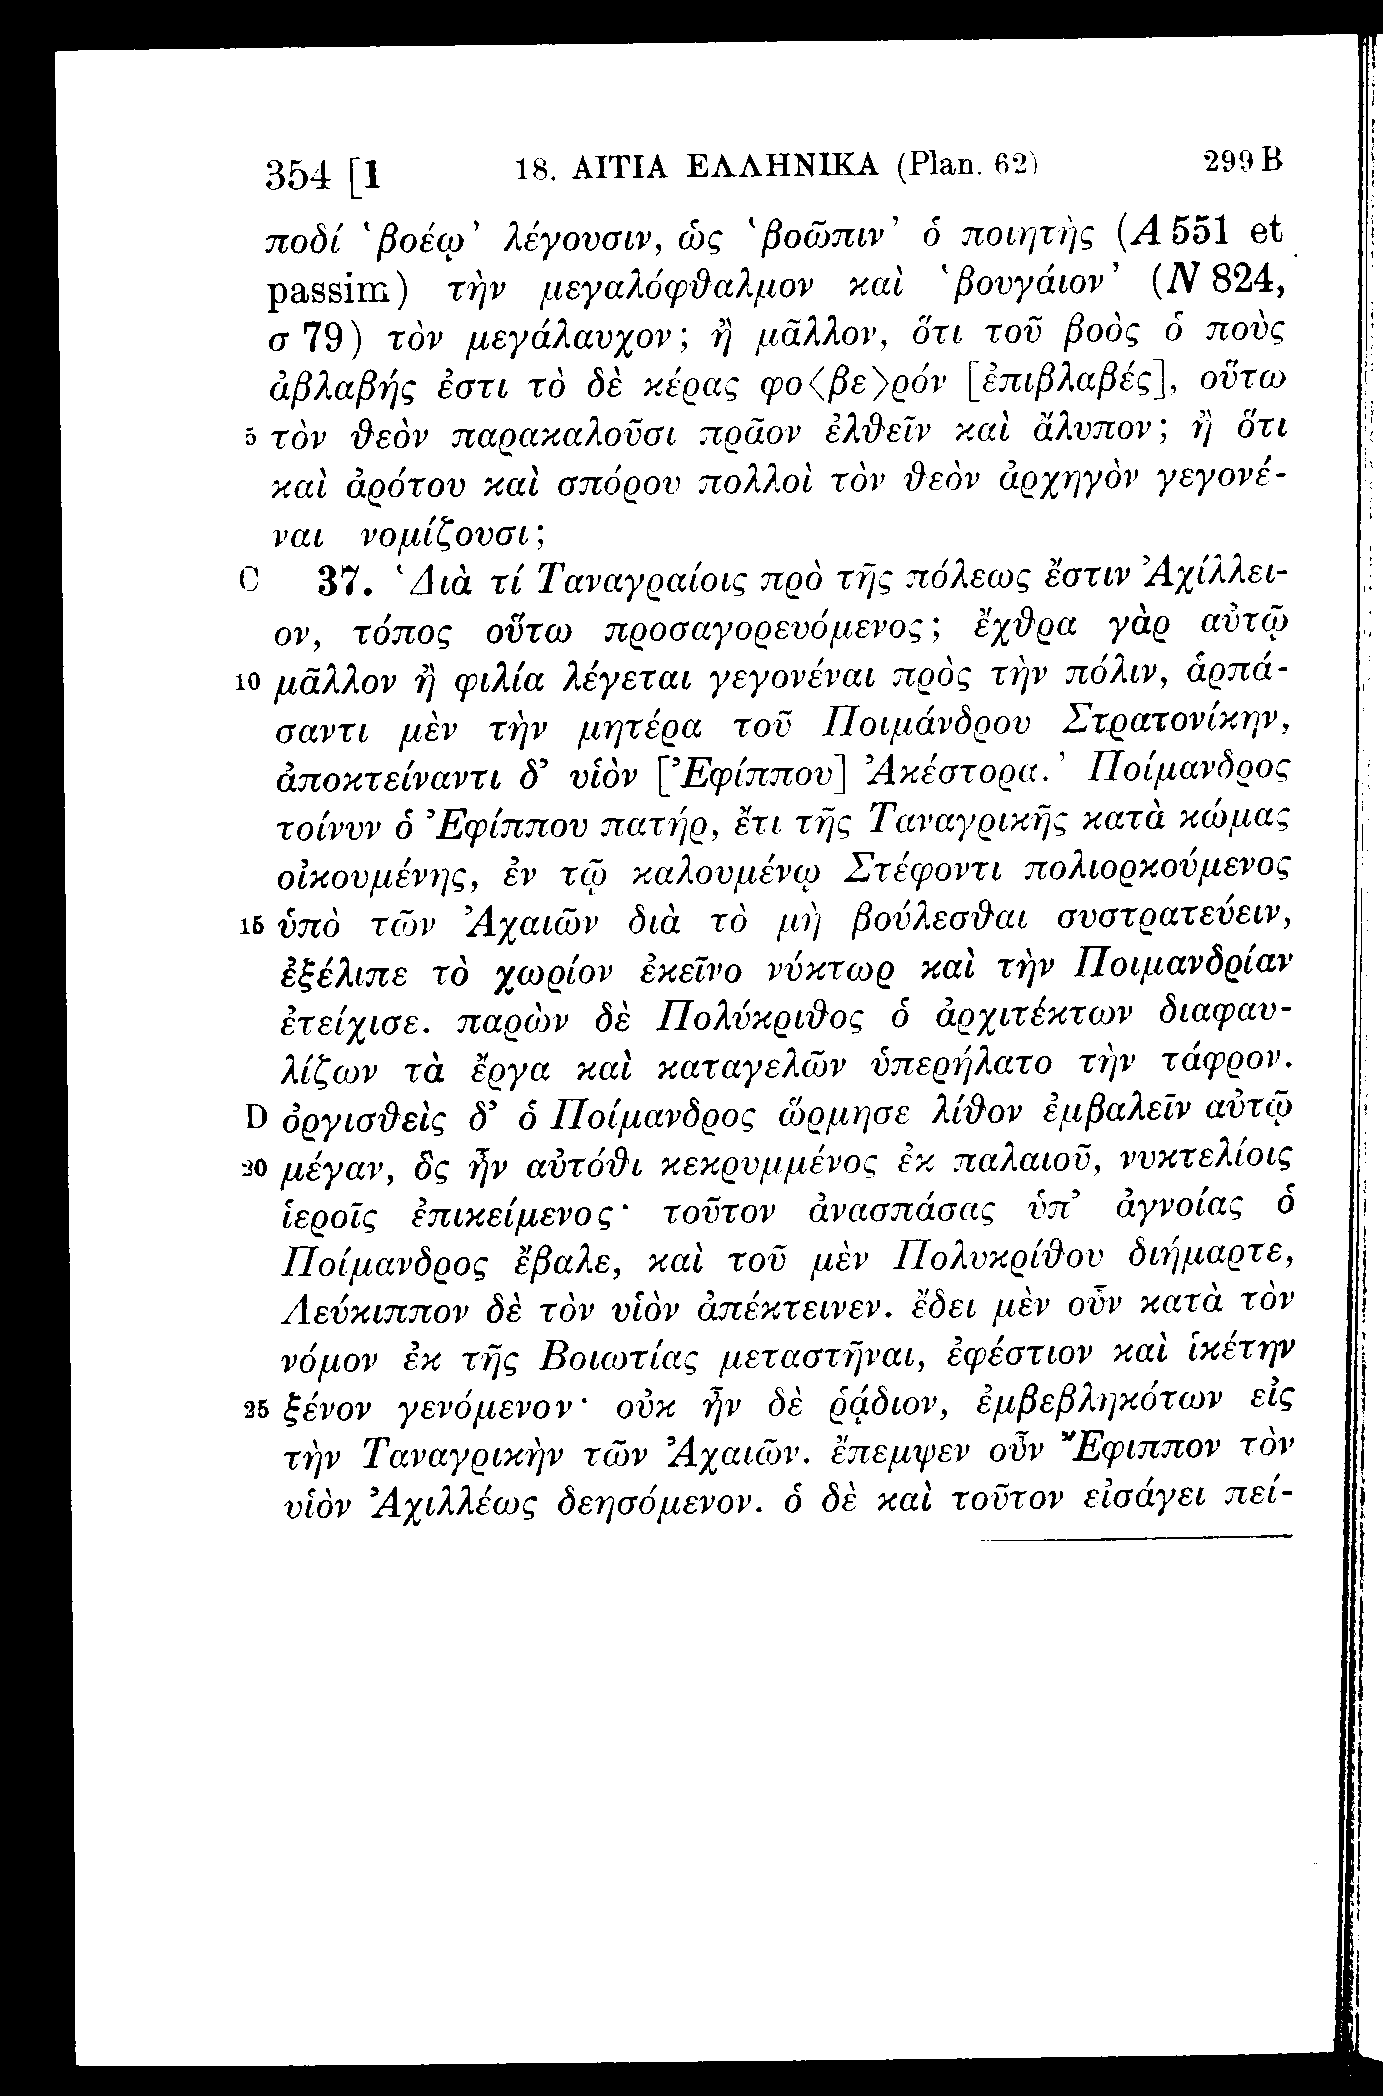 354 [1 18. ΑΙΤΙΑ ΕΛΛΗΝΙΚΑ (Plan. 62) 299 B
ποδί ‘βοέῳ’ λέγουσιν, ὡς ‘βοῶπιν’ ὁ ποιητὴς (Α 551 et
passim) τὴν μεγαλόφθαλμον καὶ ‘βουγάιον’ (Ν 824,
σ 79) τὸν μεγάλαυχον; ἢ μᾶλλον, ὅτι τοῦ βοὸς ὁ ποὺς
ἀβλαβής ἐστι τὸ δὲ κέρας φο<βε>ρόν [ἐπιβλαβές], οὕτω
5 τὸν θεὸν παρακαλοῦσι πρᾶον ἐλθεῖν καὶ ἄλυπον; ἢ ὅτι
καὶ ἀρότου καὶ σπόρου πολλοὶ τὸν θεὸν ἀρχηγὸν γεγονέ-
ναι νομίζουσι;
C 37. ‘Διὰ τί Ταναγραίοις πρὸ τῆς πόλεως ἔστιν Ἀχίλλει-
ον, τόπος οὕτω προσαγορευόμενος; ἔχθρα γὰρ αὐτῷ
10 μᾶλλον ἢ φιλία λέγεται γεγονέναι πρὸς τὴν πόλιν, ἁρπά-
σαντι μὲν τὴν μητέρα τοῦ Ποιμάνδρου Στρατονίκην,
ἀποκτείναντι δ’ υἱὸν [Ἐφίππου] Ἀκέστορα.’ Ποίμανδρος
τοίνυν ὁ Ἐφίππου πατήρ, ἔτι τῆς Ταναγρικῆς κατὰ κώμας
οἰκουμένης, ἐν τῷ καλουμένῳ Στέφοντι πολιορκούμενος
15 ὑπὸ τῶν Ἀχαιῶν διὰ τὸ μὴ βούλεσθαι συστρατεύειν,
ἐξέλιπε τὸ χωρίον ἐκεῖνο νύκτωρ καὶ τὴν Ποιμανδρίαν
ἐτείχισε. παρὼν δὲ Πολύκριθος ὁ ἀρχιτέκτων διαφαυ-
λίζων τὰ ἔργα καὶ καταγελῶν ὑπερήλατο τὴν τάφρον.
D ὀργισθεὶς δ’ ὁ Ποίμανδρος ὥρμησε λίθον ἐμβαλεῖν αὐτῷ
20 μέγαν, ὃς ἦν αὐτόθι κεκρυμμένος ἐκ παλαιοῦ, νυκτελίοις
ἱεροῖς ἐπικείμενος· τοῦτον ἀνασπάσας ὑπ’ ἀγνοίας ὁ
Ποίμανδρος ἔβαλε, καὶ τοῦ μὲν Πολυκρίθου διήμαρτε,
Λεύκιππον δὲ τὸν υἱὸν ἀπέκτεινεν. ἔδει μὲν οὖν κατὰ τὸν
νόμον ἐκ τῆς Βοιωτίας μεταστῆναι, ἐφέστιον καὶ ἱκέτην
25 ξένον γενόμενον· οὐκ ἦν δὲ ῥᾴδιον, ἐμβεβληκότων εἰς
τὴν Ταναγρικὴν τῶν Ἀχαιῶν. ἔπεμψεν οὖν Ἔφιππον τὸν
υἱὸν Ἀχιλλέως δεησόμενον. ὁ δὲ καὶ τοῦτον εἰσάγει πεί-